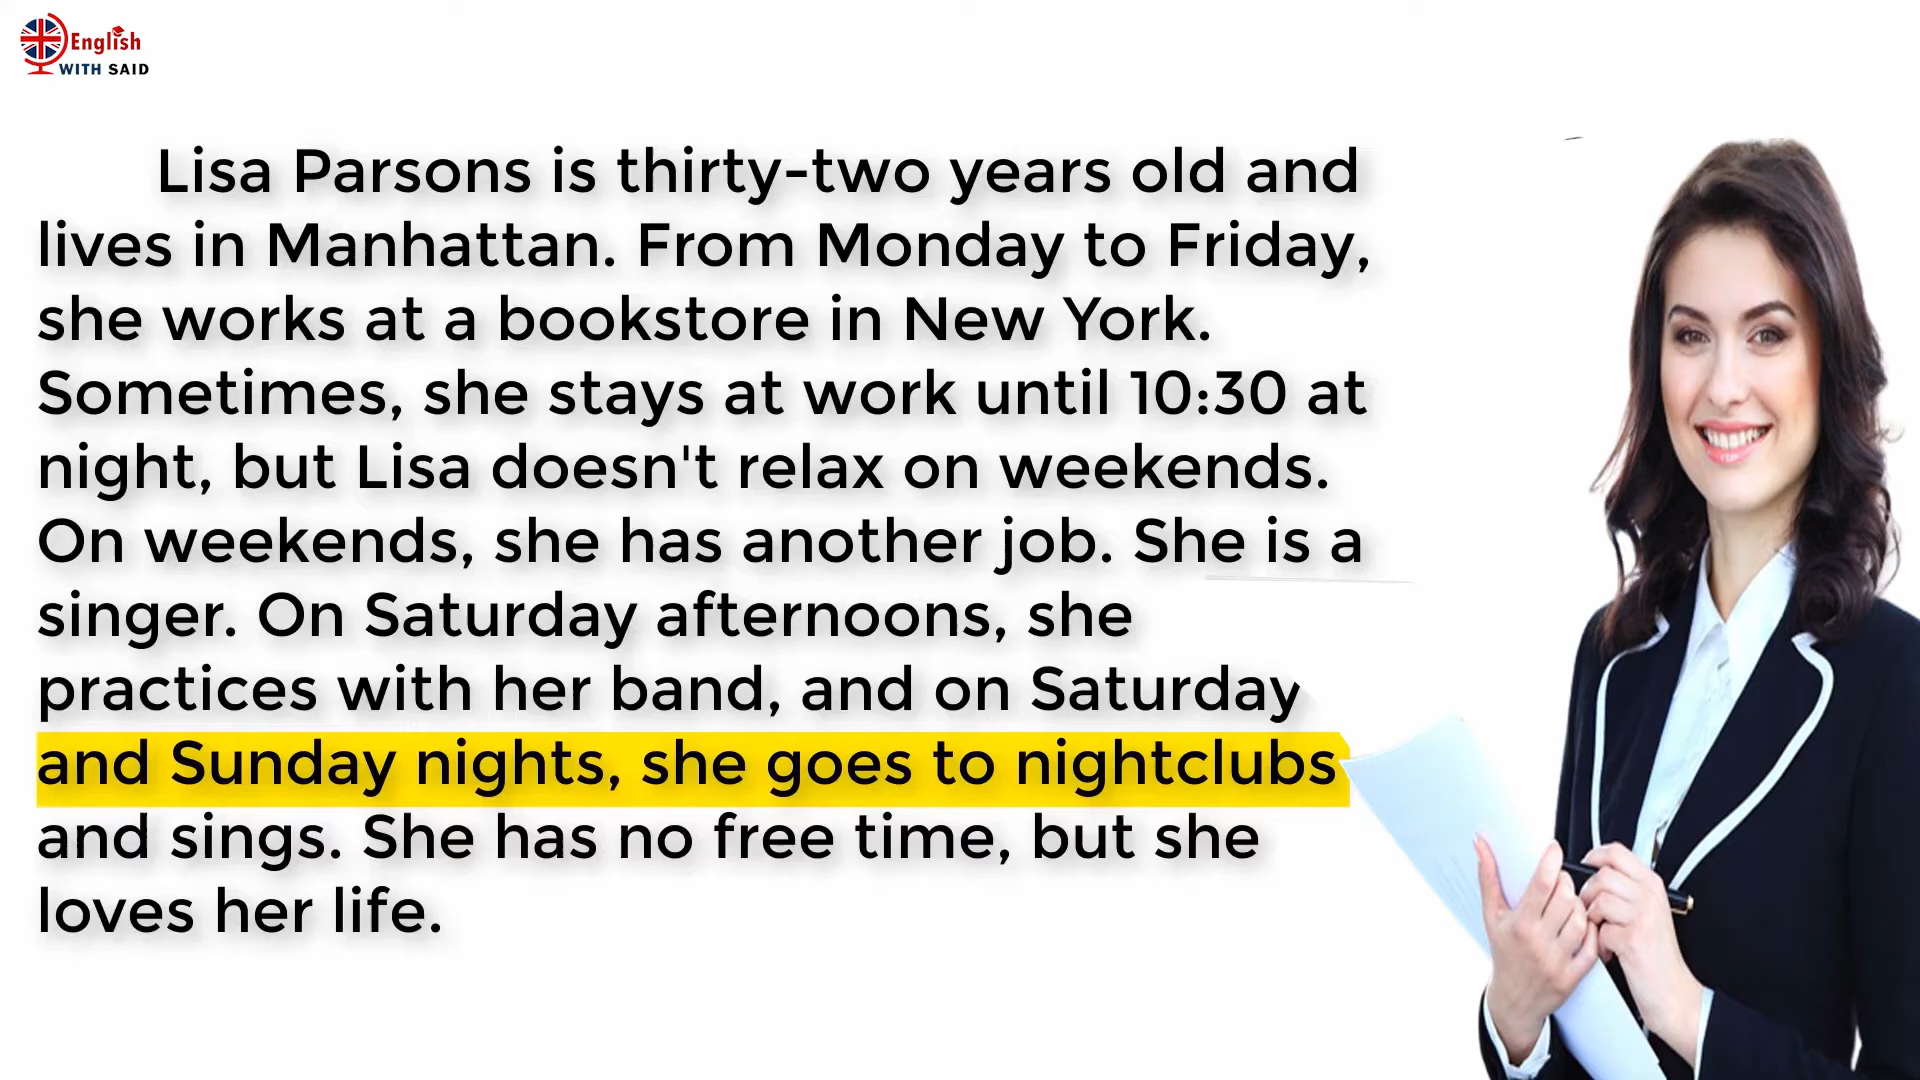 English
WITH SAID
Lisa Parsons is thirty-two years old and
lives in Manhattan. From Monday to Friday,
she works at a bookstore in New York.
Sometimes, she stays at work until 10:30 at
night, but Lisa doesn't relax on weekends.
On weekends, she has another job. She is a
singer. On Saturday afternoons, she
practices with her band, and on Saturday
and Sunday nights, she goes to nightclubs
and sings. She has no free time, but she
loves her life.